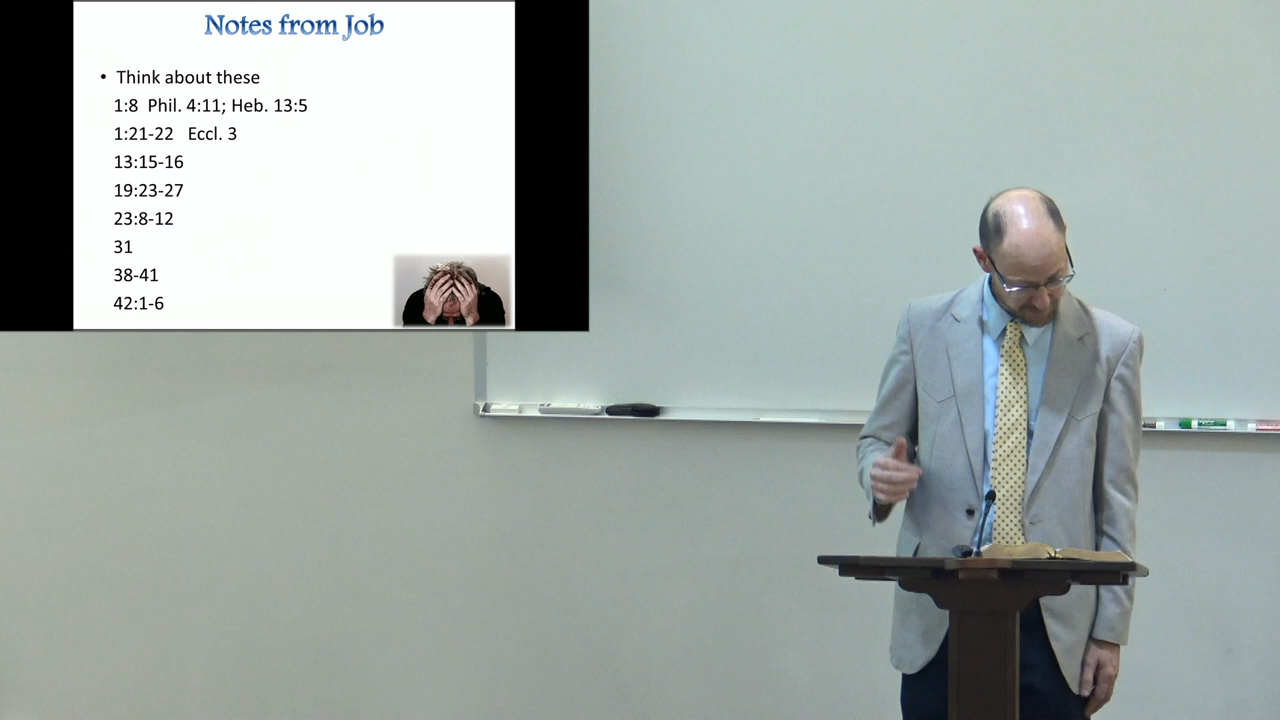 Notes from Job
• Think about these
1:8 Phil. 4:11; Heb. 13:5
1:21-22 Eccl. 3
13:15-16
19:23-27
23:8-12
31
38-41
42:1-6